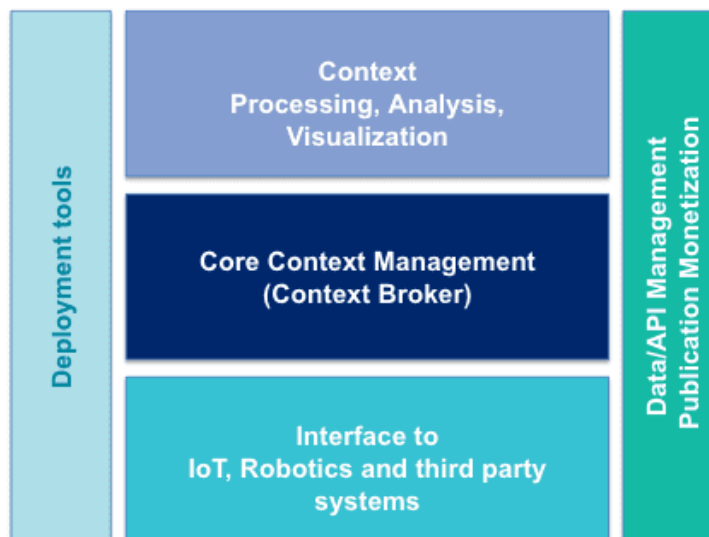 Deployment tools
Context
Processing, Analysis,
Visualization
Core Context Management
(Context Broker)
Interface to
IoT, Robotics and third party
systems
Data/API Management
Publication Monetization